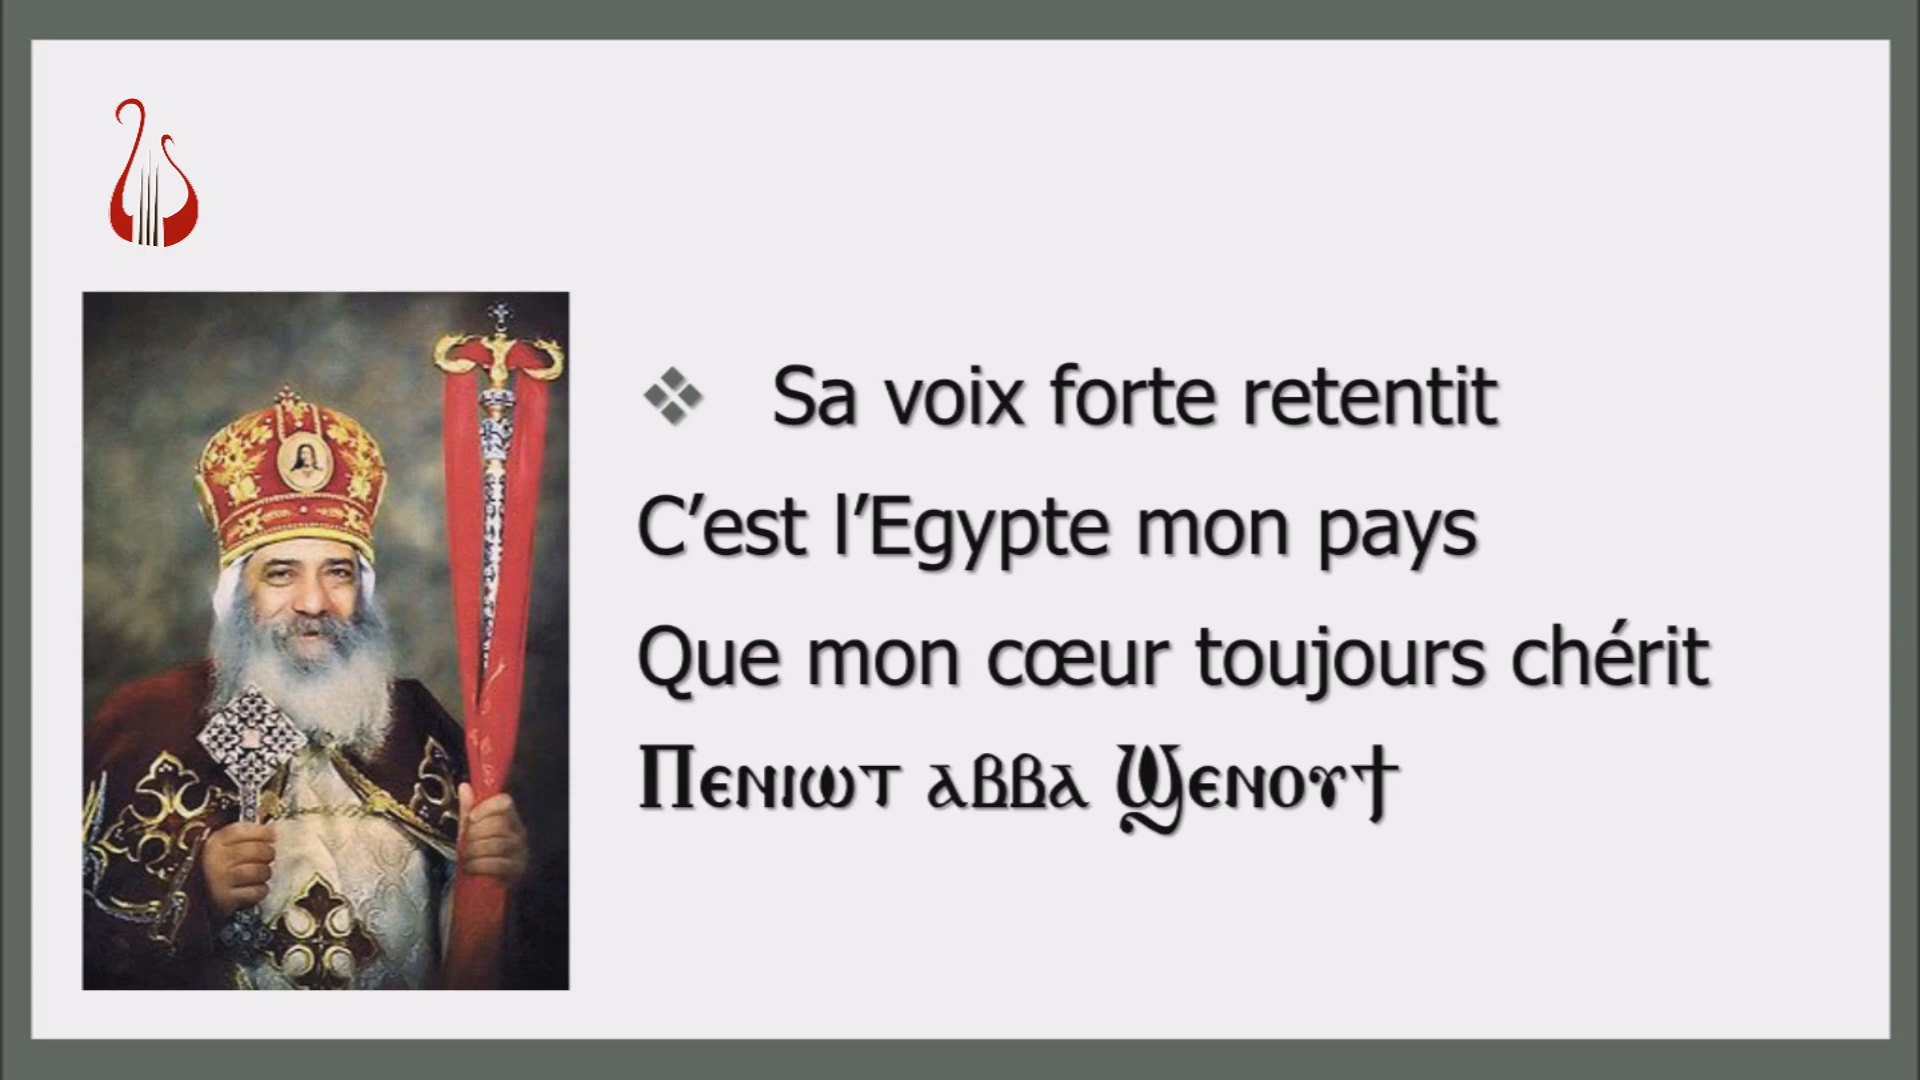 ❖ Sa voix forte retentit
C’est l’Egypte mon pays
Que mon cœur toujours chérit
Ⲡⲉⲛⲓⲱⲧ ⲁⲃⲃⲁ Ϣⲉⲛⲟⲩϯ